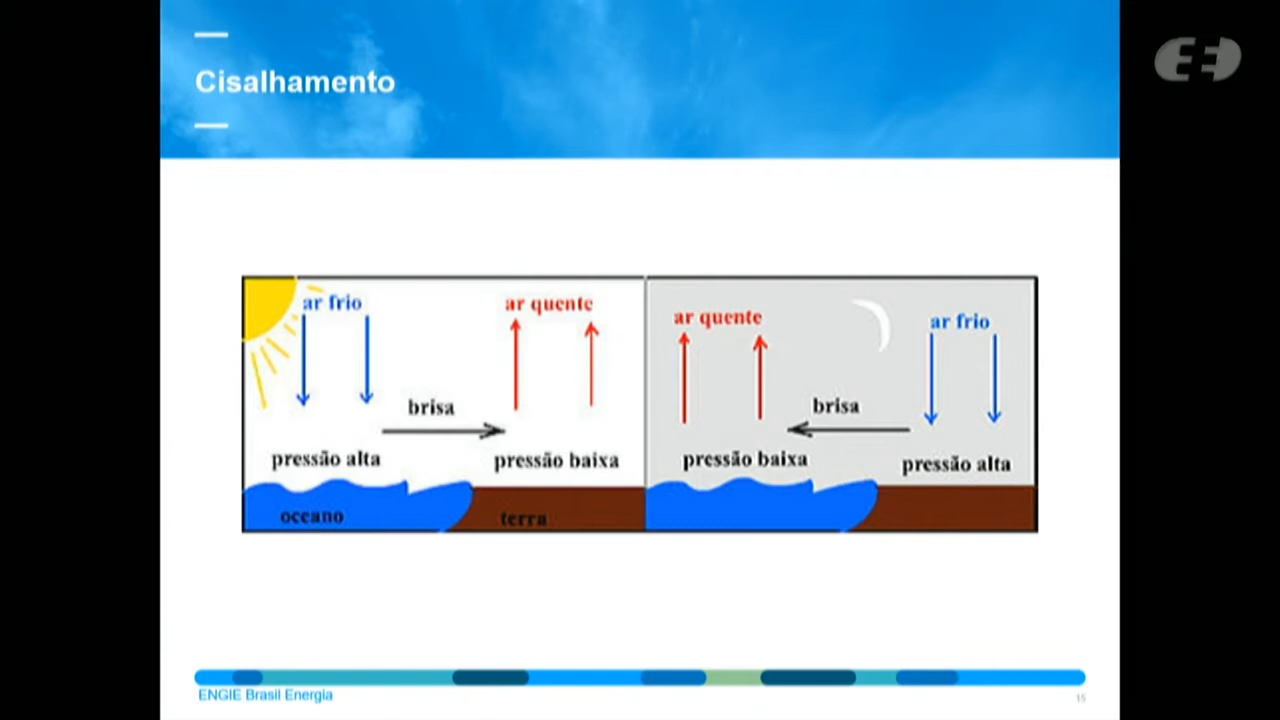 Cisalhamento
ar frio
ar quente
brisa
pressão alta
pressão baixa
oceano
terra
ar quente
ar frio
brisa
pressão baixa
pressão alta
ENGIE Brasil Energia
15